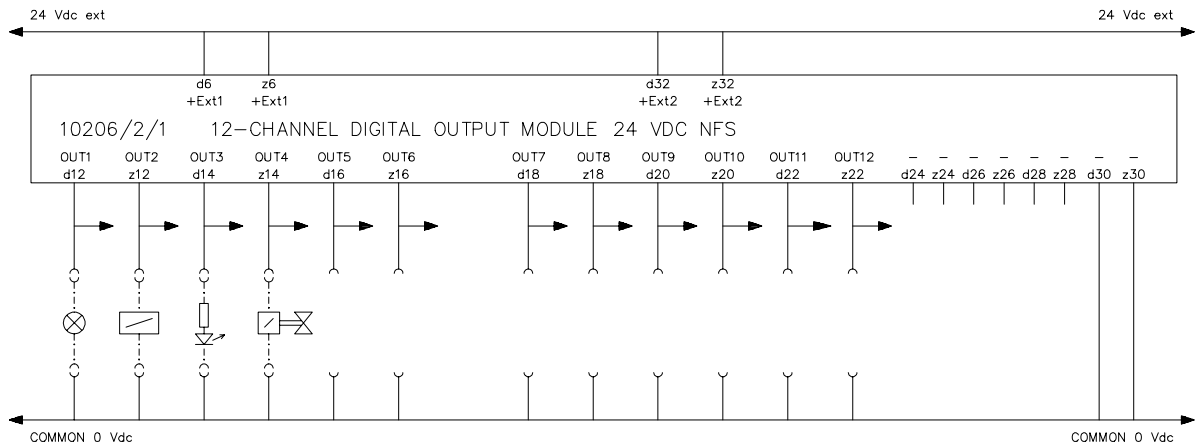 24 Vdc ext 24 Vdc ext
d6 z6 d32 z32
+Ext1 +Ext1 +Ext2 +Ext2
10206/2/1 12-CHANNEL DIGITAL OUTPUT MODULE 24 VDC NFS
OUT1 OUT2 OUT3 OUT4 OUT5 OUT6 OUT7 OUT8 OUT9 OUT10 OUT11 OUT12 - - - - - - - -
d12 z12 d14 z14 d16 z16 d18 z18 d20 z20 d22 z22 d24 z24 d26 z26 d28 z28 d30 z30
COMMON 0 Vdc COMMON 0 Vdc